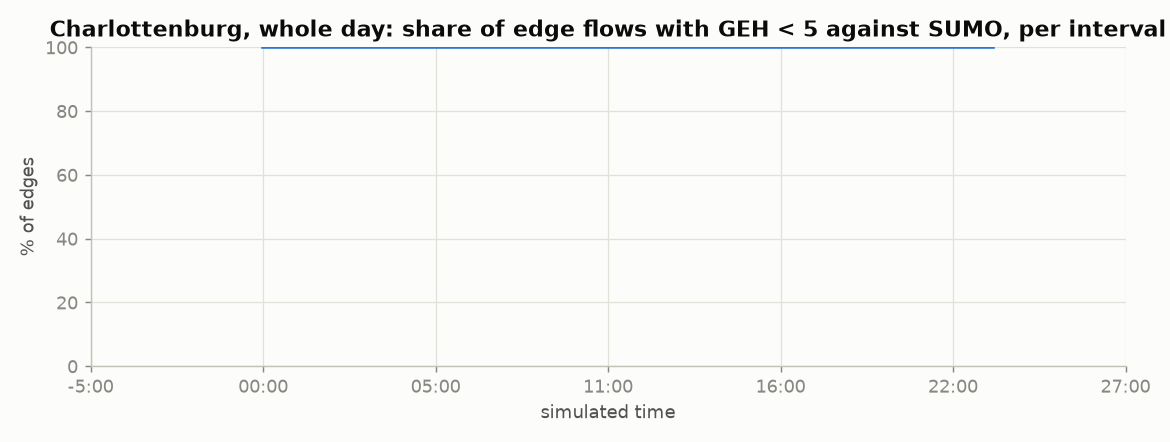 Charlottenburg, whole day: share of edge flows with GEH < 5 against SUMO, per interval
100
80
60
40
20
0
% of edges
-5:00 00:00 05:00 11:00 16:00 22:00 27:00
simulated time